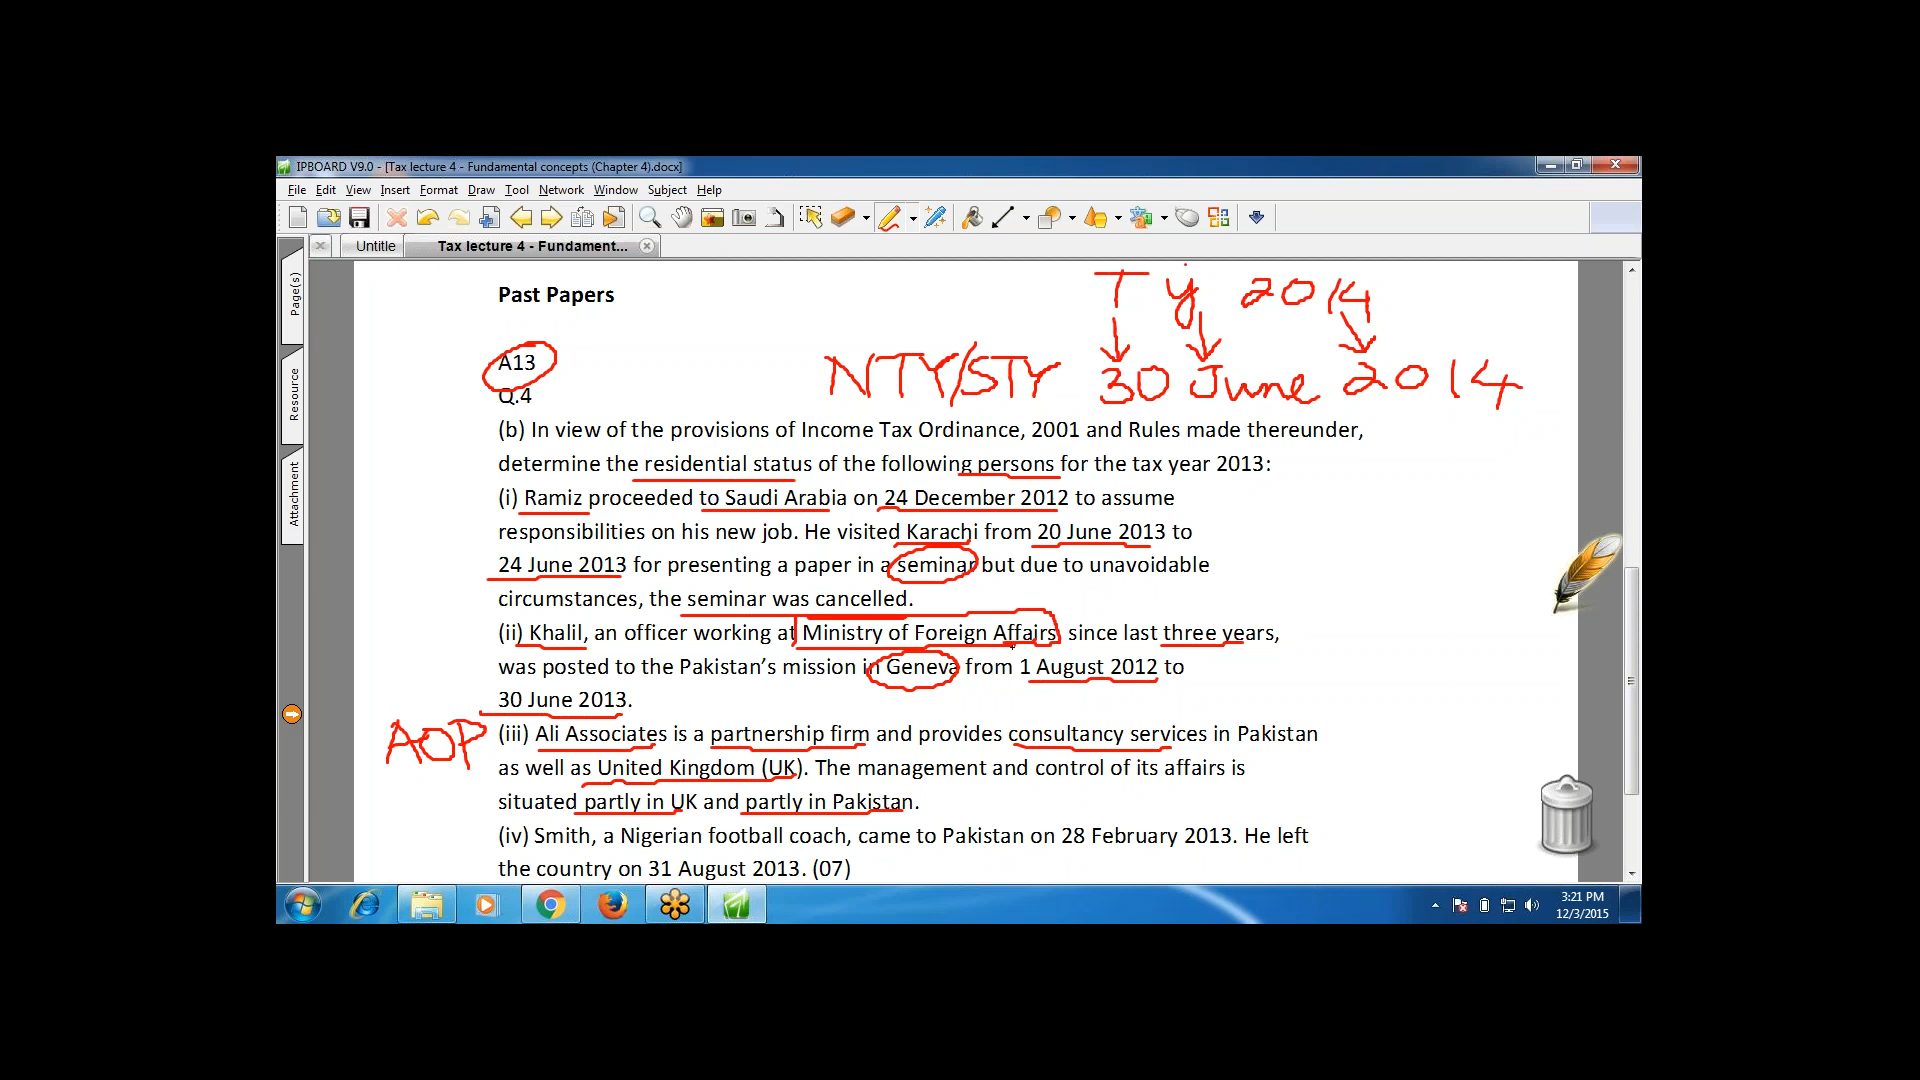 IPBOARD V9.0 - [Tax lecture 4 - Fundamental concepts (Chapter 4).docx]
File Edit View Insert Format Draw Tool Network Window Subject Help
Untitle Tax lecture 4 - Fundament...
Page(s)
Resource
Attachment
Past Papers
Ty 2014
A13
NTY/STY 30 June 2014
Q.4
(b) In view of the provisions of Income Tax Ordinance, 2001 and Rules made thereunder,
determine the residential status of the following persons for the tax year 2013:
(i) Ramiz proceeded to Saudi Arabia on 24 December 2012 to assume
responsibilities on his new job. He visited Karachi from 20 June 2013 to
24 June 2013 for presenting a paper in a seminar but due to unavoidable
circumstances, the seminar was cancelled.
(ii) Khalil, an officer working at Ministry of Foreign Affairs since last three years,
was posted to the Pakistan’s mission in Geneva from 1 August 2012 to
30 June 2013.
AOP (iii) Ali Associates is a partnership firm and provides consultancy services in Pakistan
as well as United Kingdom (UK). The management and control of its affairs is
situated partly in UK and partly in Pakistan.
(iv) Smith, a Nigerian football coach, came to Pakistan on 28 February 2013. He left
the country on 31 August 2013. (07)
3:21 PM
12/3/2015